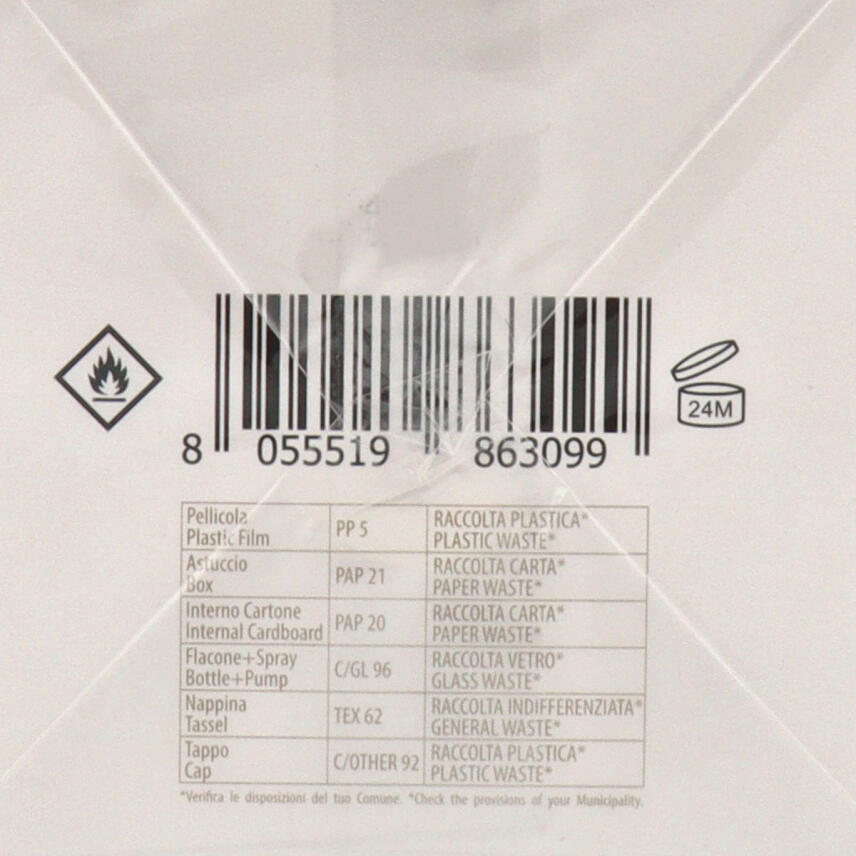 24M
8 055519 863099
Pellicola
Plastic Film
PP 5
RACCOLTA PLASTICA*
PLASTIC WASTE*
Astuccio
Box
PAP 21
RACCOLTA CARTA*
PAPER WASTE*
Interno Cartone
Internal Cardboard
PAP 20
RACCOLTA CARTA*
PAPER WASTE*
Flacone+Spray
Bottle+Pump
C/GL 96
RACCOLTA VETRO*
GLASS WASTE*
Nappina
Tassel
TEX 62
RACCOLTA INDIFFERENZIATA*
GENERAL WASTE*
Tappo
Cap
C/OTHER 92
RACCOLTA PLASTICA*
PLASTIC WASTE*
*Verifica le disposizioni del tuo Comune. *Check the provisions of your Municipality.